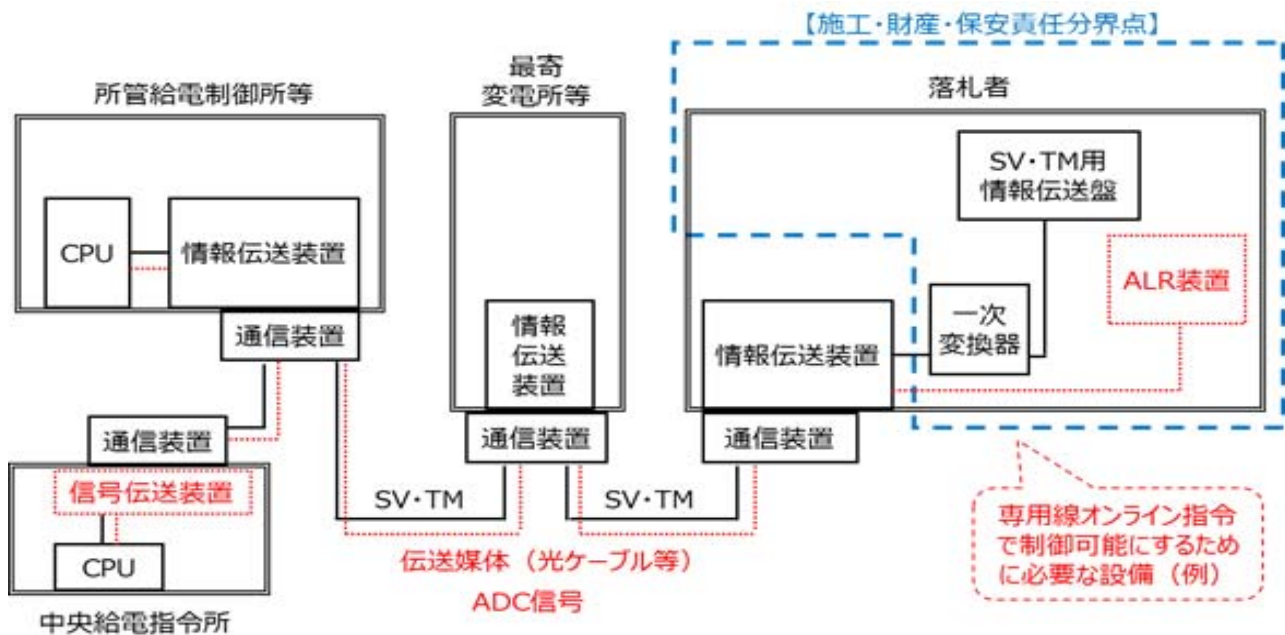 【施工・財産・保安責任分界点】
所管給電制御所等
最寄
変電所等
落札者
SV・TM用
情報伝送盤
CPU
情報伝送装置
ALR装置
通信装置
情報
伝送
装置
情報伝送装置
一次
変換器
通信装置
通信装置
通信装置
信号伝送装置
CPU
中央給電指令所
SV・TM
SV・TM
伝送媒体（光ケーブル等）
ADC信号
専用線オンライン指令
で制御可能にするため
に必要な設備（例）